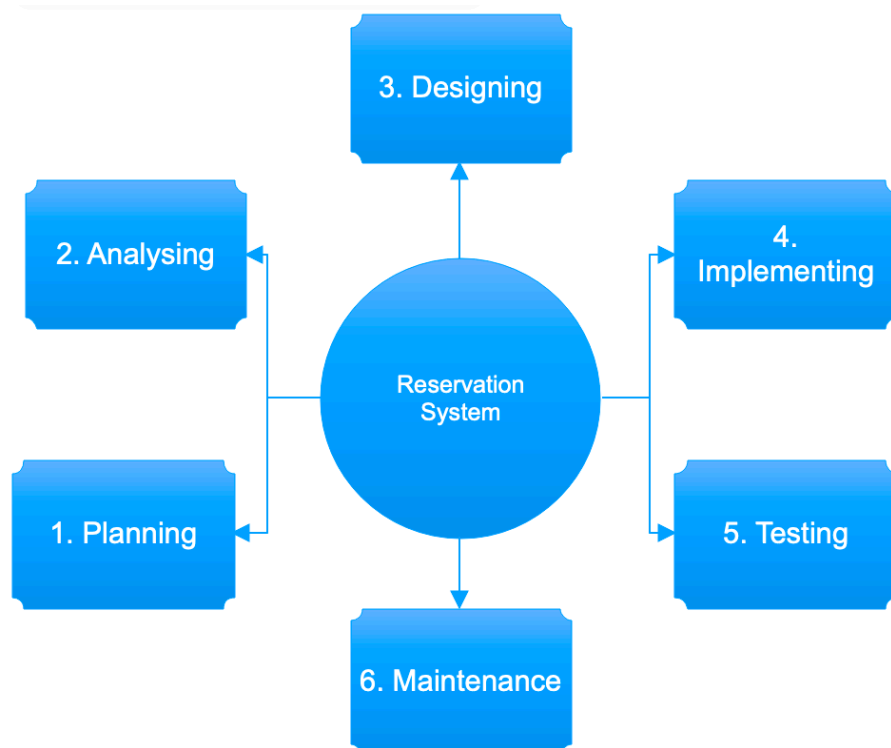 3. Designing
2. Analysing
4.
Implementing
Reservation
System
1. Planning
5. Testing
6. Maintenance